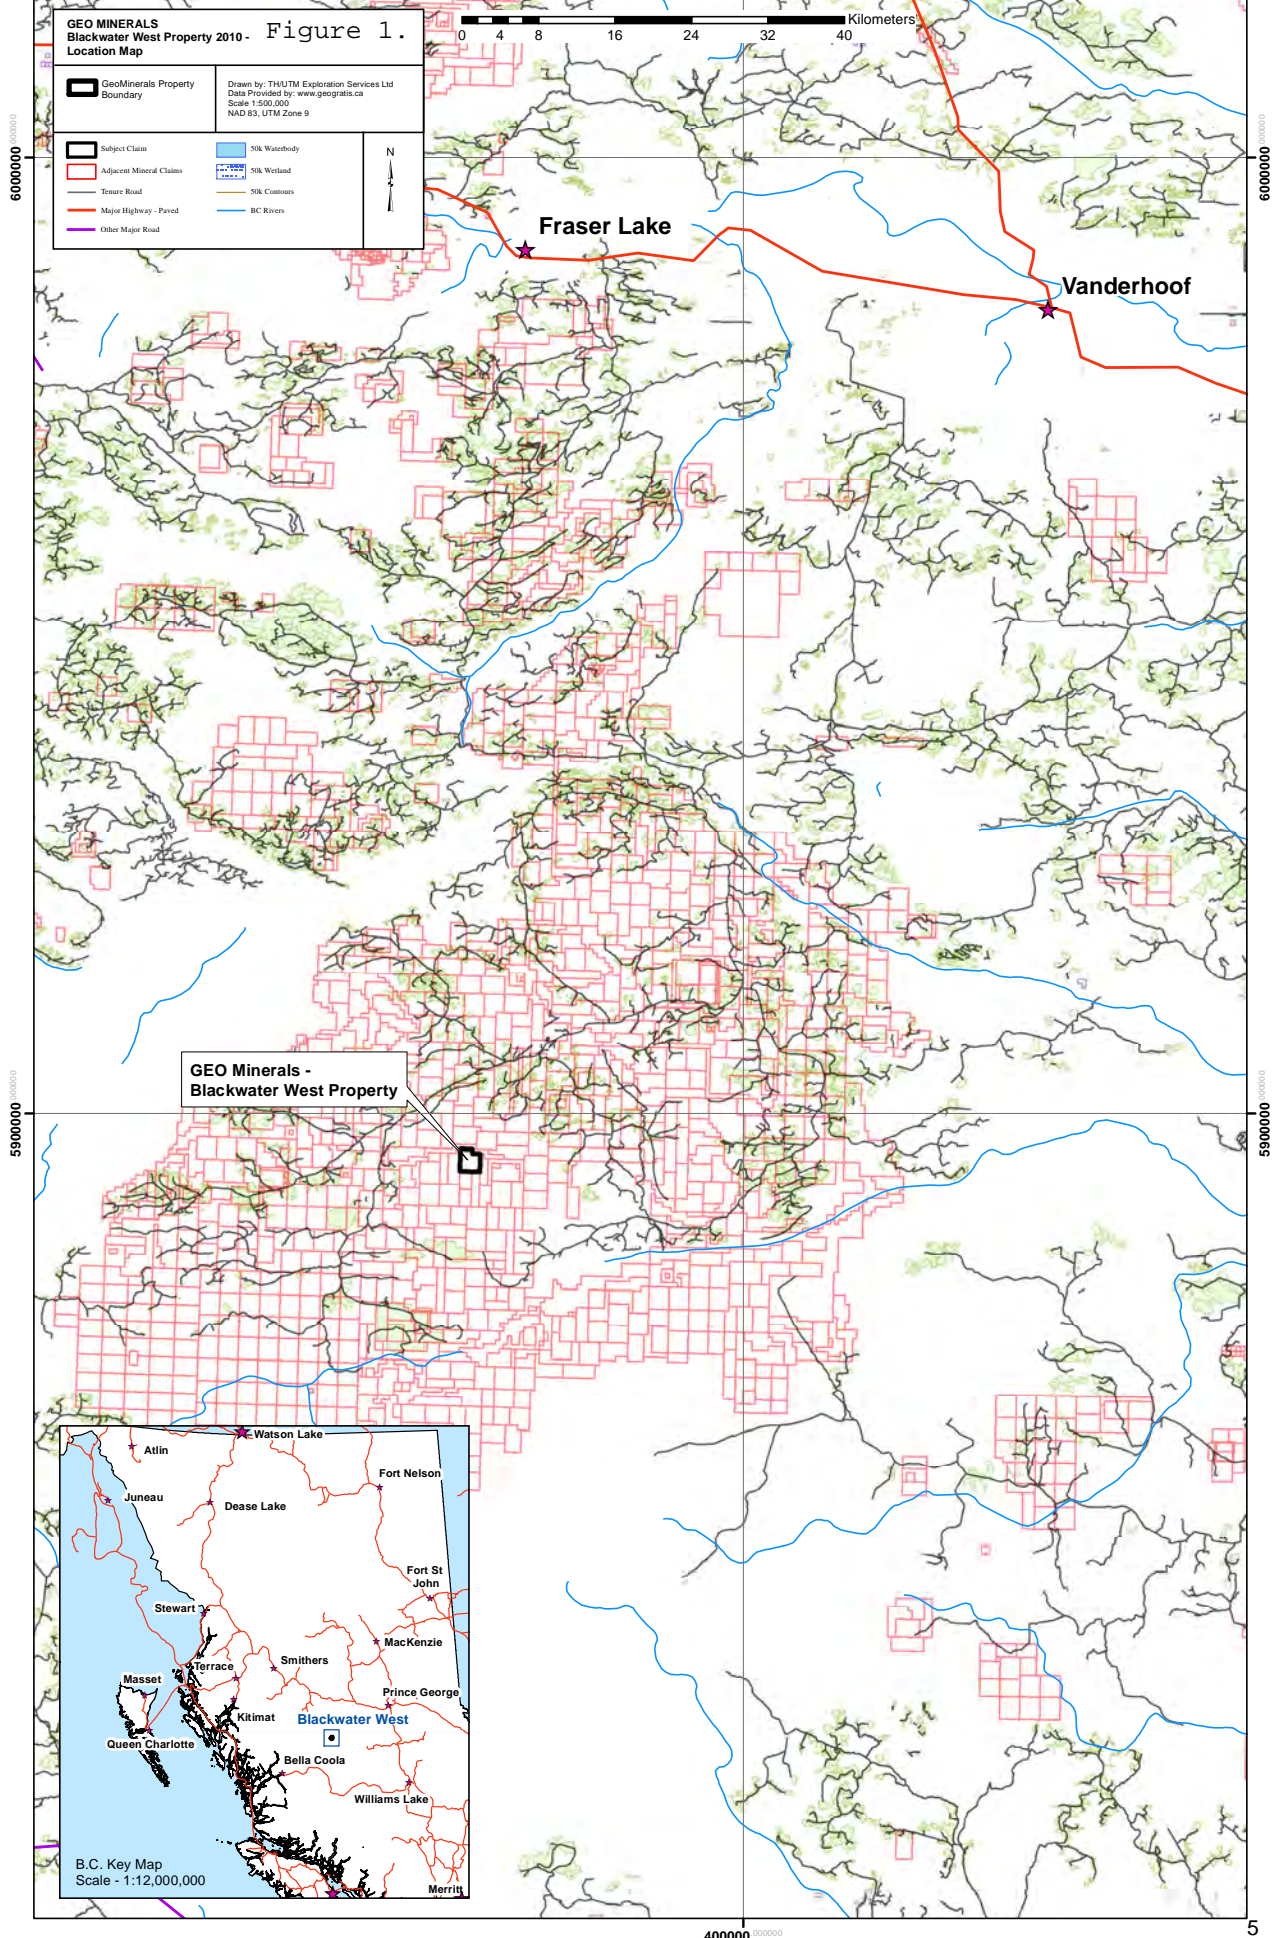 GEO MINERALS
Blackwater West Property 2010 -
Location Map
Figure 1.
GeoMinerals Property
Boundary
Drawn by: TH/UTM Exploration Services Ltd
Data Provided by: www.geogratis.ca
Scale 1:500,000
NAD 83, UTM Zone 9
Subject Claim
Adjacent Mineral Claims
Tenure Road
Major Highway - Paved
Other Major Road
50k Waterbody
50k Wetland
50k Contours
BC Rivers
N
Kilometers
0 4 8 16 24 32 40
6000000.000000
6000000.000000
Fraser Lake
Vanderhoof
GEO Minerals -
Blackwater West Property
5900000.000000
5900000.000000
Watson Lake
Atlin
Fort Nelson
Juneau
Dease Lake
Fort St
John
Stewart
MacKenzie
Smithers
Terrace
Masset
Prince George
Kitimat
Blackwater West
Queen Charlotte
Bella Coola
Williams Lake
B.C. Key Map
Scale - 1:12,000,000
Merritt
400000.000000
5